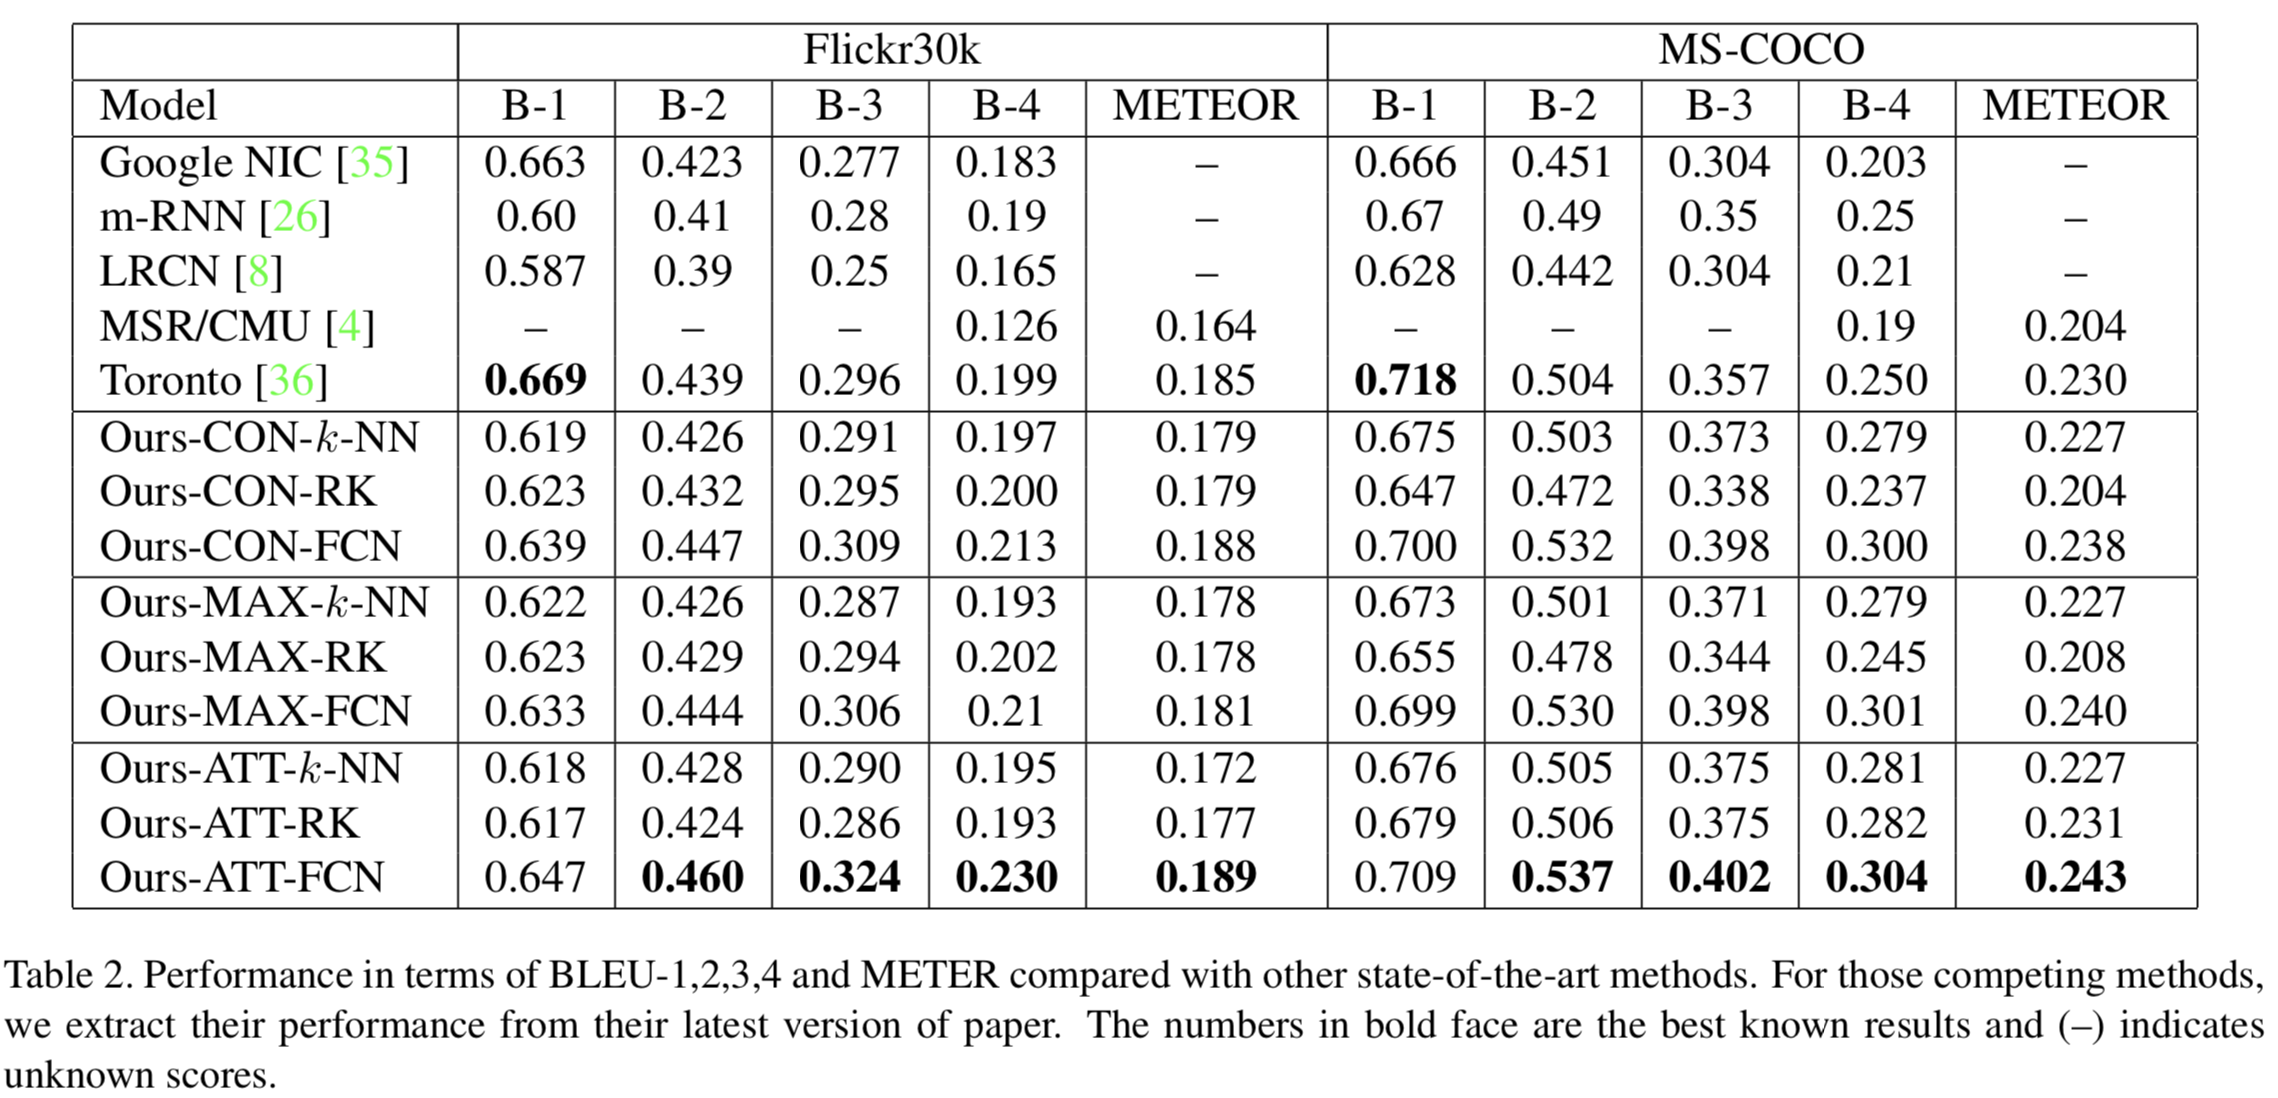 Flickr30k MS-COCO
Model B-1 B-2 B-3 B-4 METEOR B-1 B-2 B-3 B-4 METEOR
Google NIC [35] 0.663 0.423 0.277 0.183 – 0.666 0.451 0.304 0.203 –
m-RNN [26] 0.60 0.41 0.28 0.19 – 0.67 0.49 0.35 0.25 –
LRCN [8] 0.587 0.39 0.25 0.165 – 0.628 0.442 0.304 0.21 –
MSR/CMU [4] – – – 0.126 0.164 – – – 0.19 0.204
Toronto [36] 0.669 0.439 0.296 0.199 0.185 0.718 0.504 0.357 0.250 0.230
Ours-CON-k-NN 0.619 0.426 0.291 0.197 0.179 0.675 0.503 0.373 0.279 0.227
Ours-CON-RK 0.623 0.432 0.295 0.200 0.179 0.647 0.472 0.338 0.237 0.204
Ours-CON-FCN 0.639 0.447 0.309 0.213 0.188 0.700 0.532 0.398 0.300 0.238
Ours-MAX-k-NN 0.622 0.426 0.287 0.193 0.178 0.673 0.501 0.371 0.279 0.227
Ours-MAX-RK 0.623 0.429 0.294 0.202 0.178 0.655 0.478 0.344 0.245 0.208
Ours-MAX-FCN 0.633 0.444 0.306 0.21 0.181 0.699 0.530 0.398 0.301 0.240
Ours-ATT-k-NN 0.618 0.428 0.290 0.195 0.172 0.676 0.505 0.375 0.281 0.227
Ours-ATT-RK 0.617 0.424 0.286 0.193 0.177 0.679 0.506 0.375 0.282 0.231
Ours-ATT-FCN 0.647 0.460 0.324 0.230 0.189 0.709 0.537 0.402 0.304 0.243
Table 2. Performance in terms of BLEU-1,2,3,4 and METER compared with other state-of-the-art methods. For those competing methods,
we extract their performance from their latest version of paper. The numbers in bold face are the best known results and (–) indicates
unknown scores.